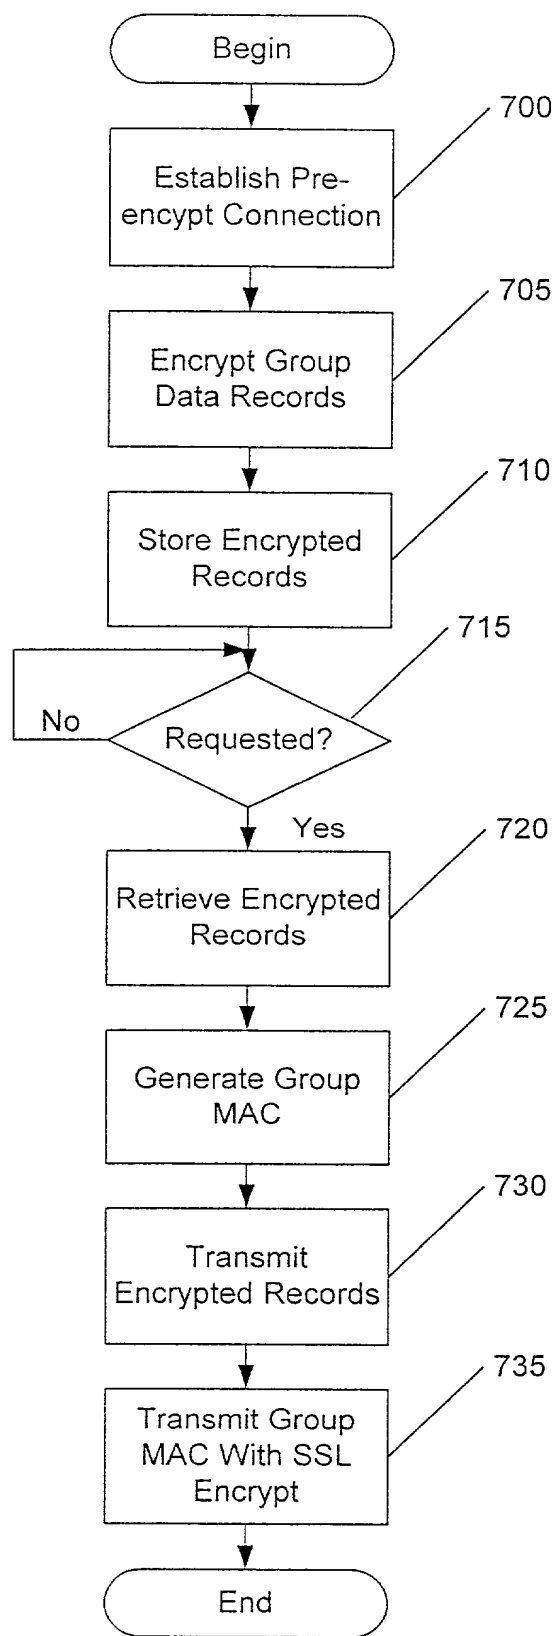 Begin
700
Establish Pre-
encypt Connection
705
Encrypt Group
Data Records
710
Store Encrypted
Records
715
No
Requested?
Yes
720
Retrieve Encrypted
Records
725
Generate Group
MAC
730
Transmit
Encrypted Records
735
Transmit Group
MAC With SSL
Encrypt
End